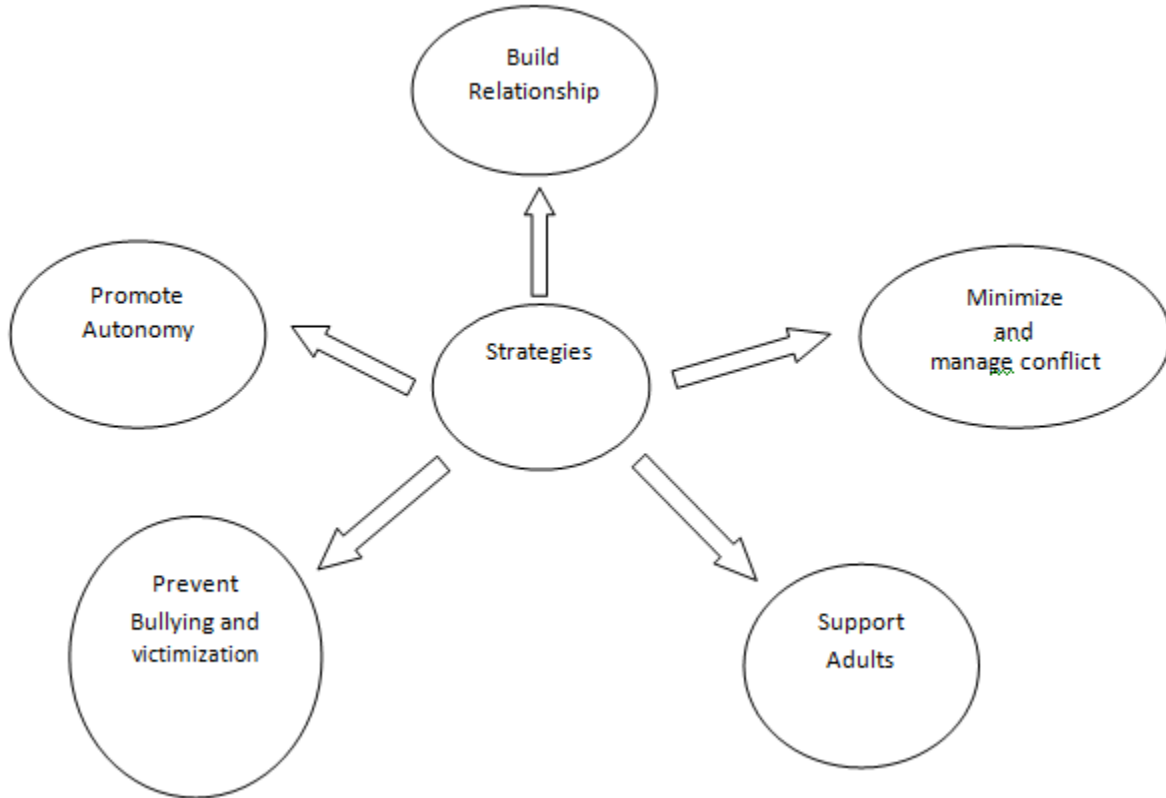 Build
Relationship
Promote
Autonomy
Strategies
Minimize
and
manage conflict
Prevent
Bullying and
victimization
Support
Adults